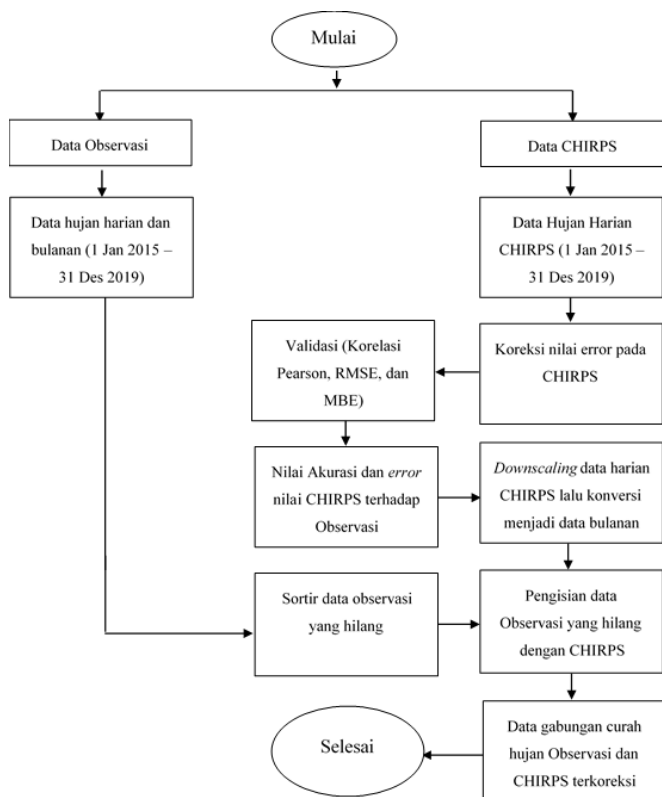 Mulai
Data Observasi
Data CHIRPS
Data hujan harian dan
bulanan (1 Jan 2015 –
31 Des 2019)
Data Hujan Harian
CHIRPS (1 Jan 2015 –
31 Des 2019)
Validasi (Korelasi
Pearson, RMSE, dan
MBE)
Koreksi nilai error pada
CHIRPS
Nilai Akurasi dan error
nilai CHIRPS terhadap
Observasi
Downscaling data harian
CHIRPS lalu konversi
menjadi data bulanan
Sortir data observasi
yang hilang
Pengisian data
Observasi yang hilang
dengan CHIRPS
Selesai
Data gabungan curah
hujan Observasi dan
CHIRPS terkoreksi